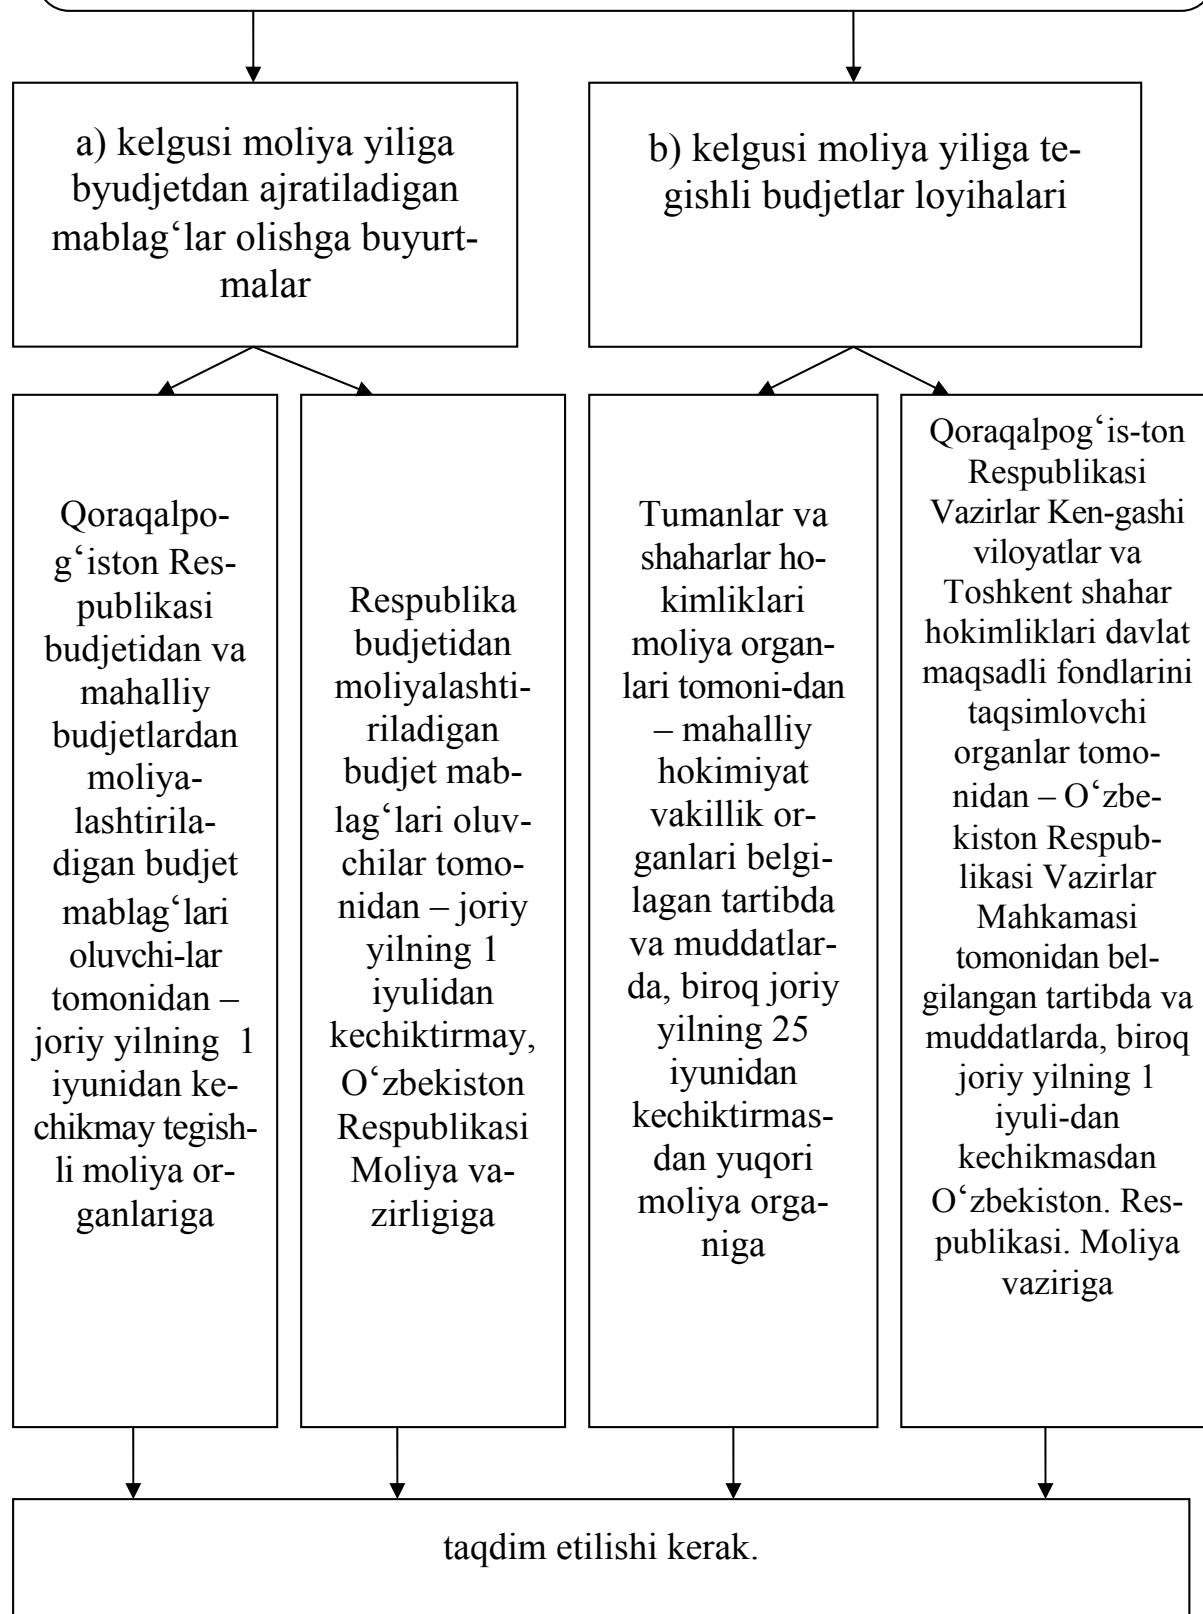 a) kelgusi moliya yiliga
byudjetdan ajratiladigan
mablag‘lar olishga buyurt-
malar
b) kelgusi moliya yiliga te-
gishli budjetlar loyihalari
Qoraqalpo-
g‘iston Res-
publikasi
budjetidan va
mahalliy
budjetlardan
moliya-
lashtirila-
digan budjet
mablag‘lari
oluvchi-lar
tomonidan –
joriy yilning 1
iyunidan ke-
chikmay tegish-
li moliya or-
ganlariga
Respublika
budjetidan
moliyalashti-
riladigan
budjet mab-
lag‘lari oluv-
chilar tomo-
nidan – joriy
yilning 1
iyulidan
kechiktirmay,
O‘zbekiston
Respublikasi
Moliya va-
zirligiga
Tumanlar va
shaharlar ho-
kimliklari
moliya organ-
lari tomoni-dan
– mahalliy
hokimiyat
vakillik or-
ganlari belgi-
lagan tartibda
va muddatlar-
da, biroq joriy
yilning 25
iyunidan
kechiktirmas-
dan yuqori
moliya orga-
niga
Qoraqalpog‘is-ton
Respublikasi
Vazirlar Ken-gashi
viloyatlar va
Toshkent shahar
hokimliklari davlat
maqsadli fondlarini
taqsimlovchi
organlar tomo-
nidan – O‘zbe-
kiston Respub-
likasi Vazirlar
Mahkamasi
tomonidan bel-
gilangan tartibda va
muddatlarda, biroq
joriy yilning 1
iyuli-dan
kechikmasdan
O‘zbekiston. Res-
publikasi. Moliya
vaziriga
taqdim etilishi kerak.